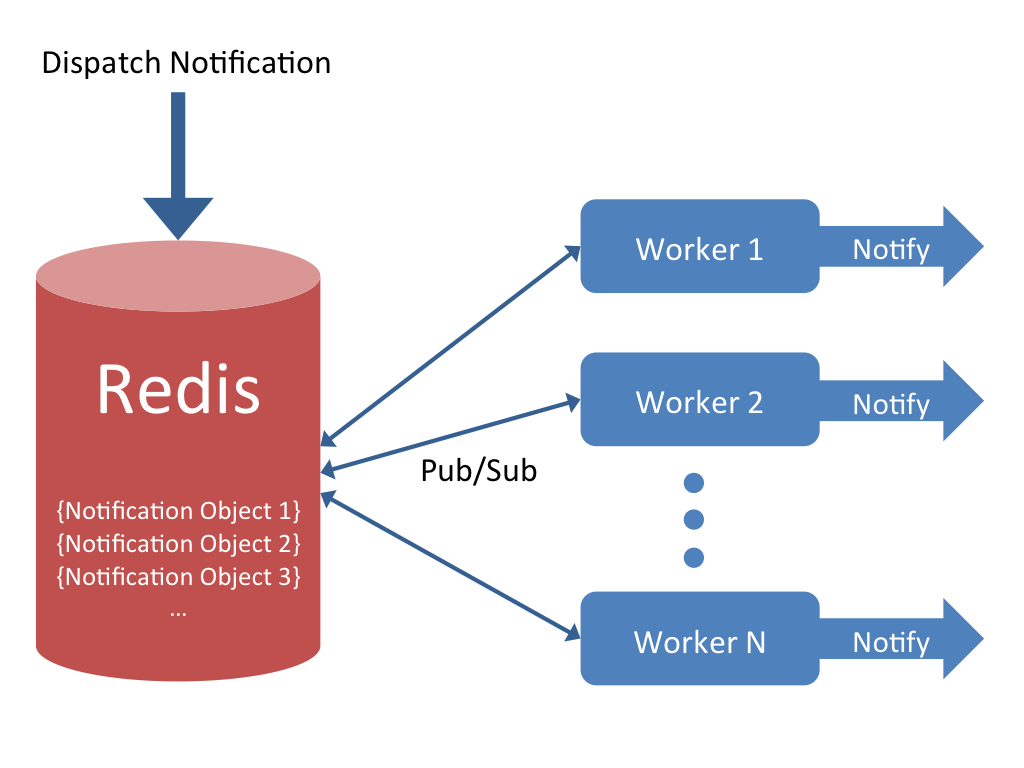 Dispatch Notification
Redis
{Notification Object 1}
{Notification Object 2}
{Notification Object 3}
...
Pub/Sub
Worker 1
Notify
Worker 2
Notify
Worker N
Notify